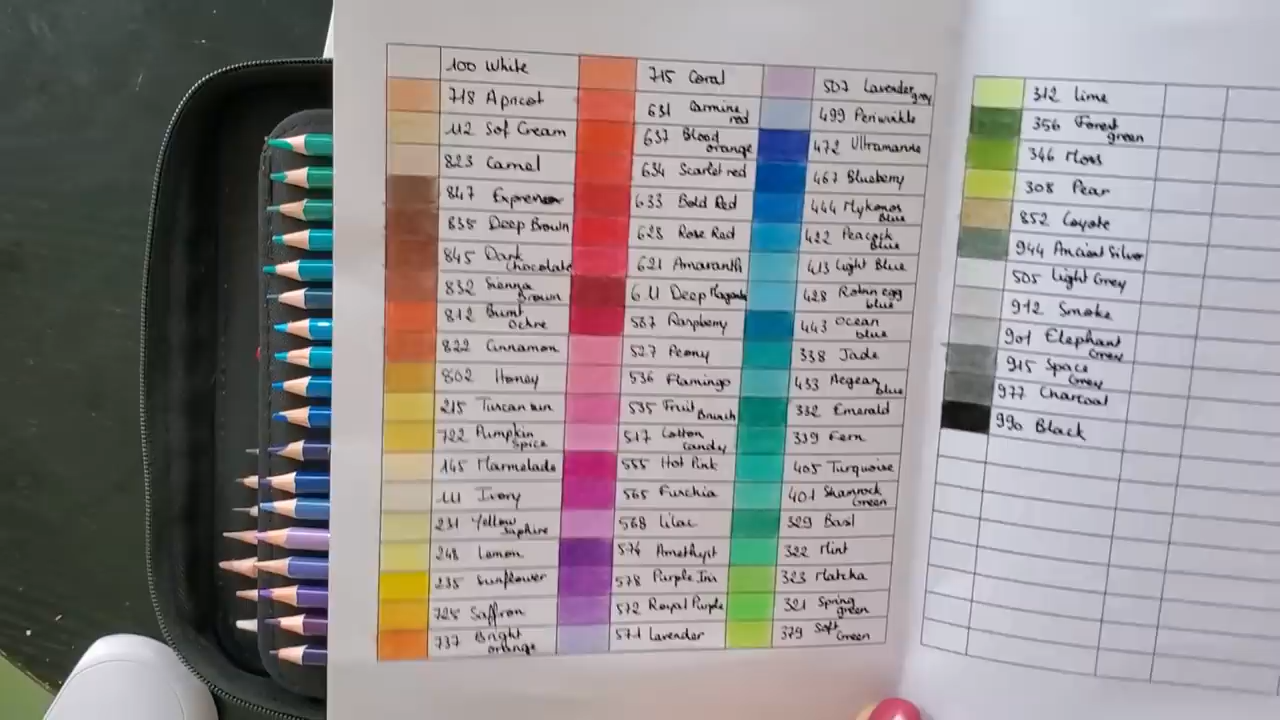 100 White
718 Apricot
112 Sof Cream
823 Camel
847 Expresso
835 Deep Brown
845 Dark
Chocolate
832 Sienna
Brown
812 Burnt
Ochre
822 Cinnamon
802 Honey
215 Tuscan sun
722 Pumpkin
Spice
145 Marmelade
111 Ivory
231 Yellow
Saphire
248 Lemon
235 Sunflower
725 Saffron
737 Bright
orange
715 Coral
631 Carmine
red
637 Blood
orange
634 Scarlet red
633 Bold Red
628 Rose Red
621 Amaranth
611 Deep Magenta
587 Raspberry
527 Peony
536 Flamingo
535 Fruit
Punch
517 Cotton
Candy
555 Hot Pink
565 Fuschia
568 Lilac
574 Amethyst
578 Purple Iris
572 Royal Purple
571 Lavender
507 Lavender
grey
499 Periwinkle
472 Ultramarine
467 Blueberry
444 Mykonos
blue
422 Peacock
blue
413 Light Blue
428 Robin egg
blue
443 Ocean
blue
338 Jade
433 Aegean
blue
332 Emerald
339 Fern
405 Turquoise
401 Shamrock
Green
329 Basil
322 Mint
323 Matcha
321 Spring
green
379 Soft
Green
312 Lime
356 Forest
green
346 Moss
308 Pear
852 Coyote
944 Ancient Silver
505 Light Grey
912 Smoke
901 Elephant
Grey
915 Space
Grey
977 Charcoal
990 Black